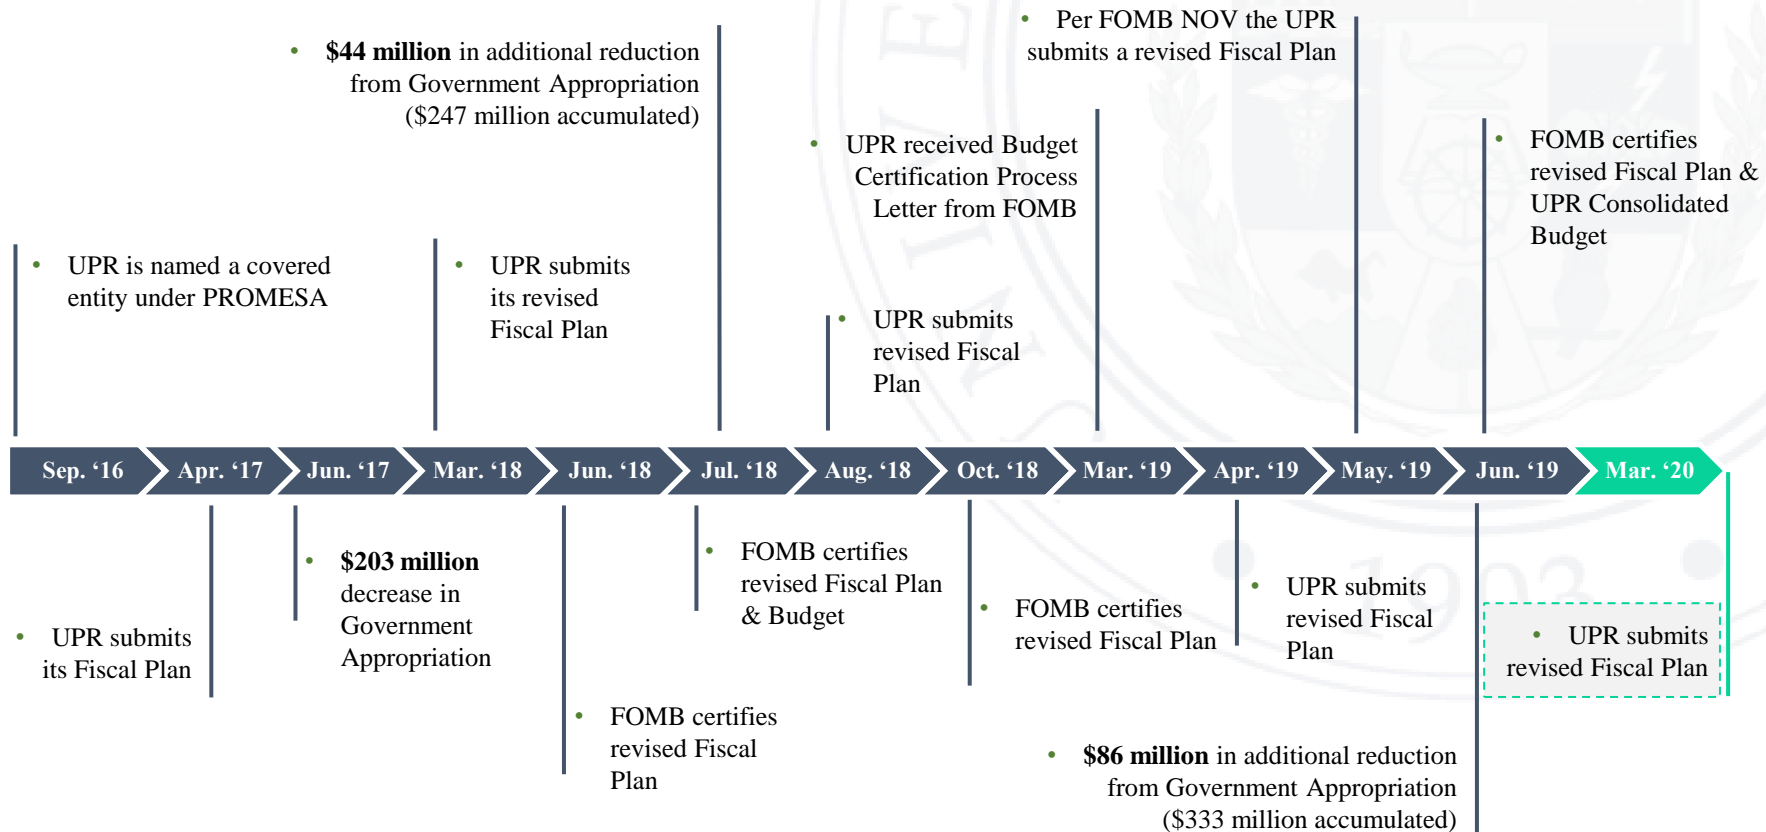 • Per FOMB NOV the UPR
submits a revised Fiscal Plan
• $44 million in additional reduction
from Government Appropriation
($247 million accumulated)
• UPR received Budget
Certification Process
Letter from FOMB
• FOMB certifies
revised Fiscal Plan &
UPR Consolidated
Budget
• UPR is named a covered
entity under PROMESA
• UPR submits
its revised
Fiscal Plan
• UPR submits
revised Fiscal
Plan
Sep. ‘16
Apr. ‘17
Jun. ‘17
Mar. ‘18
Jun. ‘18
Jul. ‘18
Aug. ‘18
Oct. ‘18
Mar. ‘19
Apr. ‘19
May. ‘19
Jun. ‘19
Mar. ‘20
• UPR submits
its Fiscal Plan
• $203 million
decrease in
Government
Appropriation
• FOMB certifies
revised Fiscal
Plan
• FOMB certifies
revised Fiscal Plan
& Budget
• FOMB certifies
revised Fiscal Plan
• UPR submits
revised Fiscal
Plan
• $86 million in additional reduction
from Government Appropriation
($333 million accumulated)
• UPR submits
revised Fiscal Plan
1903